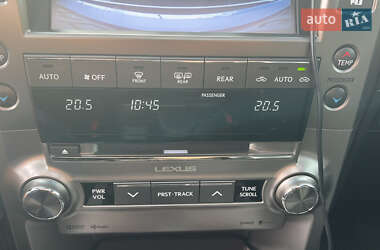 auto RIA
AUTO OFF FRONT REAR REAR AUTO TEMP
PASSENGER
PASSENGER
20.5 10:45 20.5
LEXUS
PWR VOL PRST·TRACK TUNE SCROLL